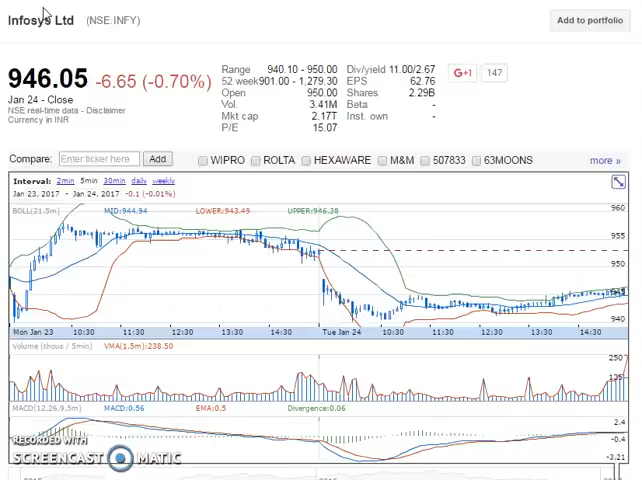 Infosys Ltd (NSE:INFY)
Add to portfolio
946.05 -6.65 (-0.70%)
Jan 24 - Close
NSE real-time data - Disclaimer
Currency in INR
Range 940.10 - 950.00
52 week 901.00 - 1,279.30
Open 950.00
Vol. 3.41M
Mkt cap 2.17T
P/E 15.07
Div/yield 11.00/2.67
EPS 62.76
Shares 2.29B
Beta -
Inst. own -
G+1 147
Compare: Enter ticker here Add WIPRO ROLTA HEXAWARE M&M 507833 63MOONS more »
Interval: 2min 5min 30min daily weekly
Jan 23, 2017 - Jan 24, 2017 -0.1 (-0.01%)
BOLL(21,5m) MID:944.94 LOWER:943.49 UPPER:946.38
960
955
950
945
940
Mon Jan 23 10:30 11:30 12:30 13:30 14:30 Tue Jan 24 10:30 11:30 12:30 13:30 14:30
Volume (thous / 5min) VMA(1.5m):238.50
250
125
MACD(12.26.9,5m) MACD:0.56 EMA:0.5 Divergence:0.06
2.4
-0.4
-3.21
RECORDED WITH
SCREENCAST MATIC
2015 2016